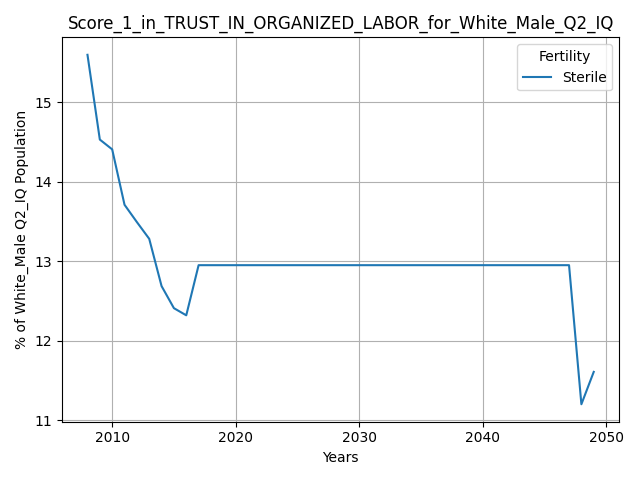 Score_1_in_TRUST_IN_ORGANIZED_LABOR_for_White_Male_Q2_IQ
Fertility
Sterile
% of White_Male Q2_IQ Population
15
14
13
12
11
2010
2020
2030
2040
2050
Years